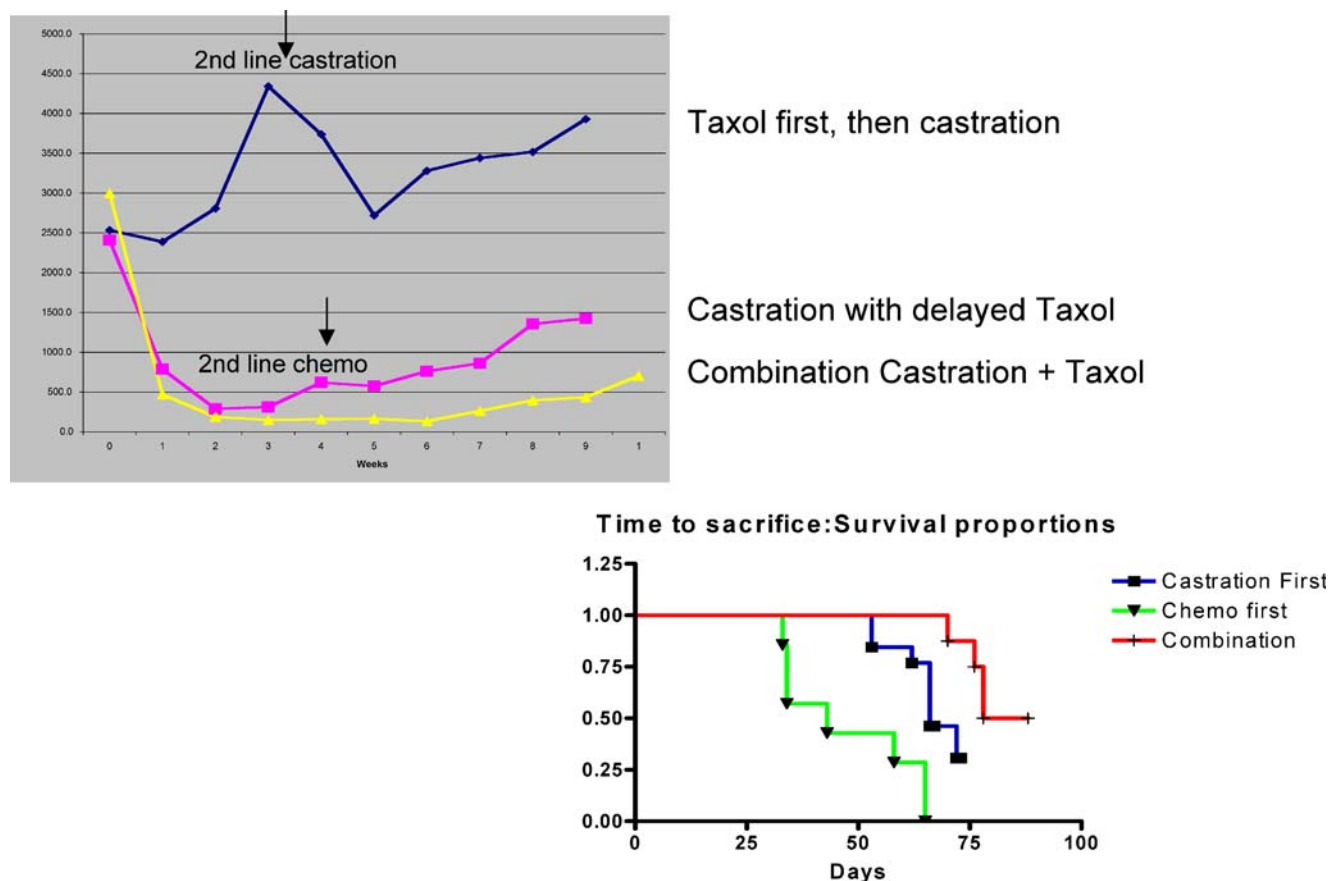 5000.0
2nd line castration
4500.0
4000.0
Taxol first, then castration
3500.0
3000.0
2500.0
2000.0
1500.0
Castration with delayed Taxol
1000.0
2nd line chemo
Combination Castration + Taxol
500.0
0.0
0 1 2 3 4 5 6 7 8 9 1
Weeks
Time to sacrifice:Survival proportions
1.25
1.00
0.75
0.50
0.25
0.00
0 25 50 75 100
Days
Castration First
Chemo first
Combination